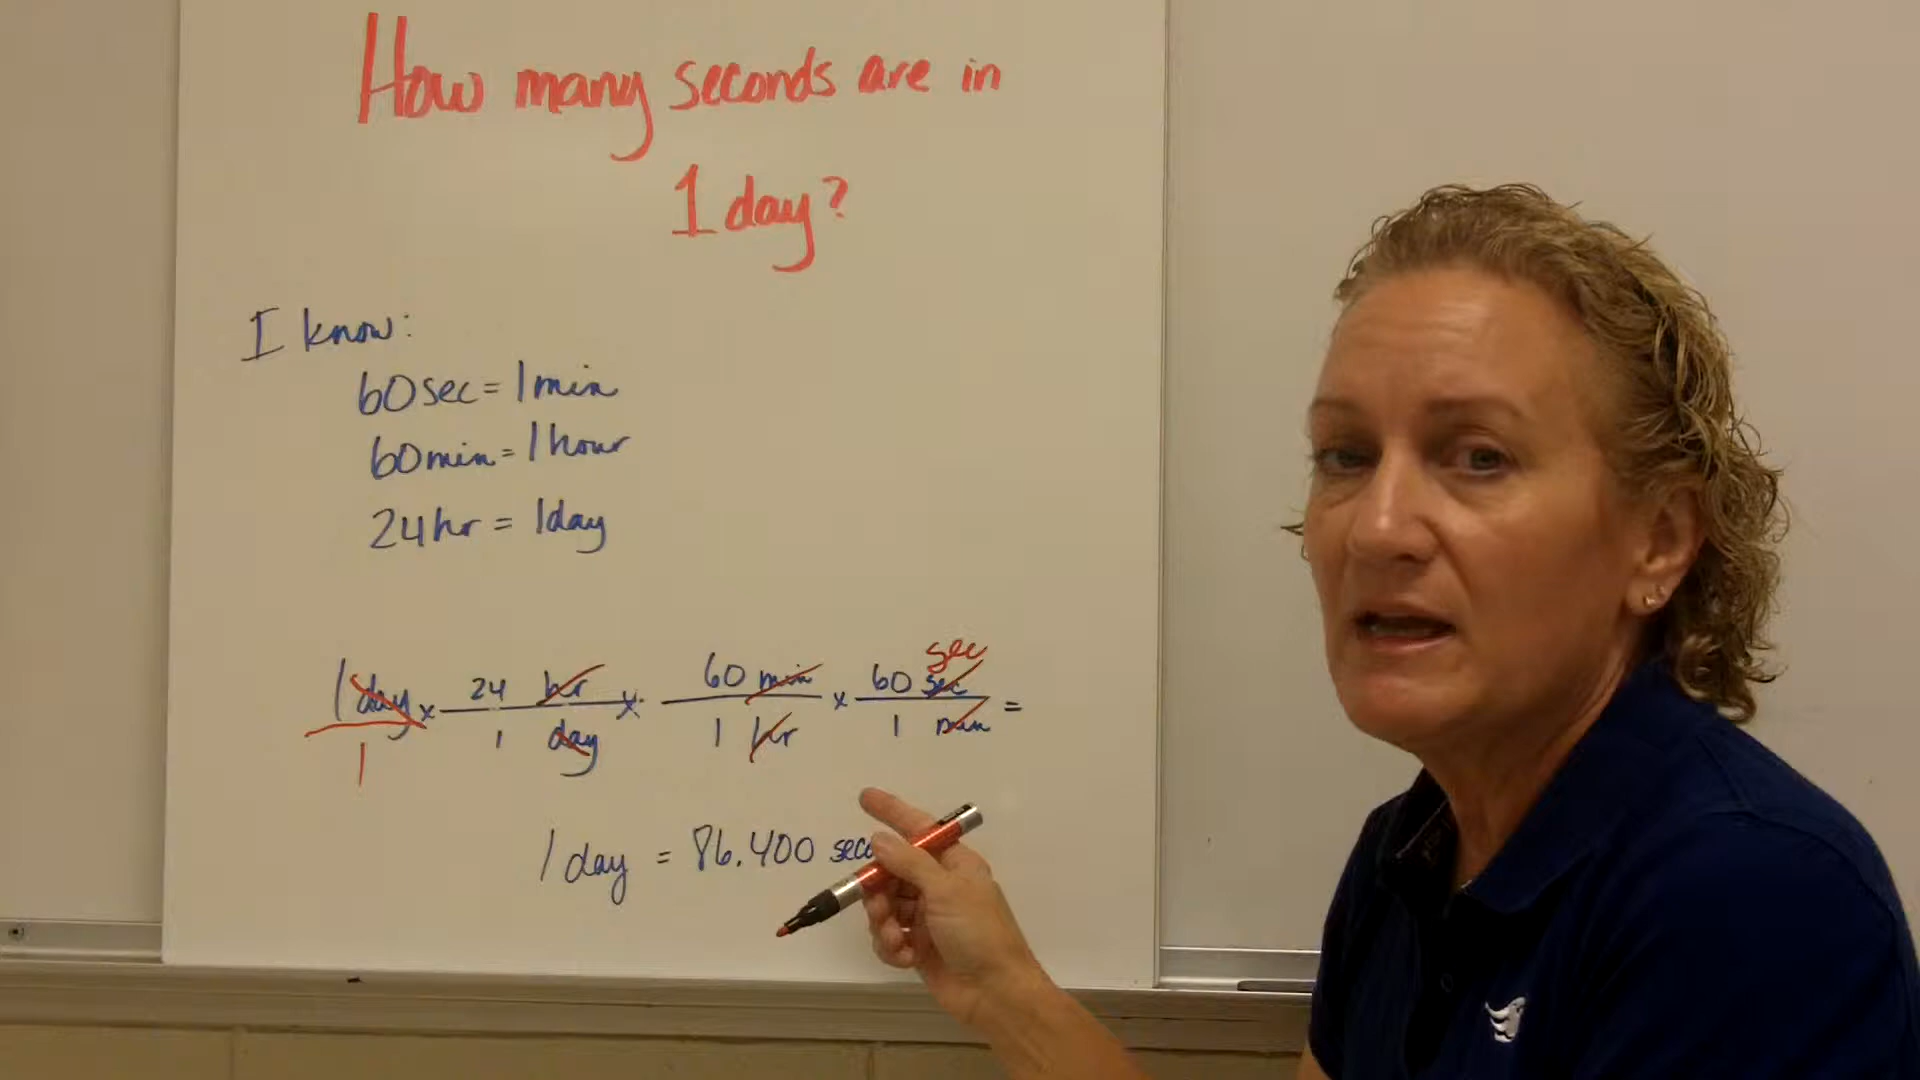 How many seconds are in
1 day?
I know:
60 sec = 1 min
60 min = 1 hour
24 hr = 1 day
sec
1 day x 24 hr x 60 min x 60 sec =
1 1 day 1 hr 1 min
1 day = 86.400